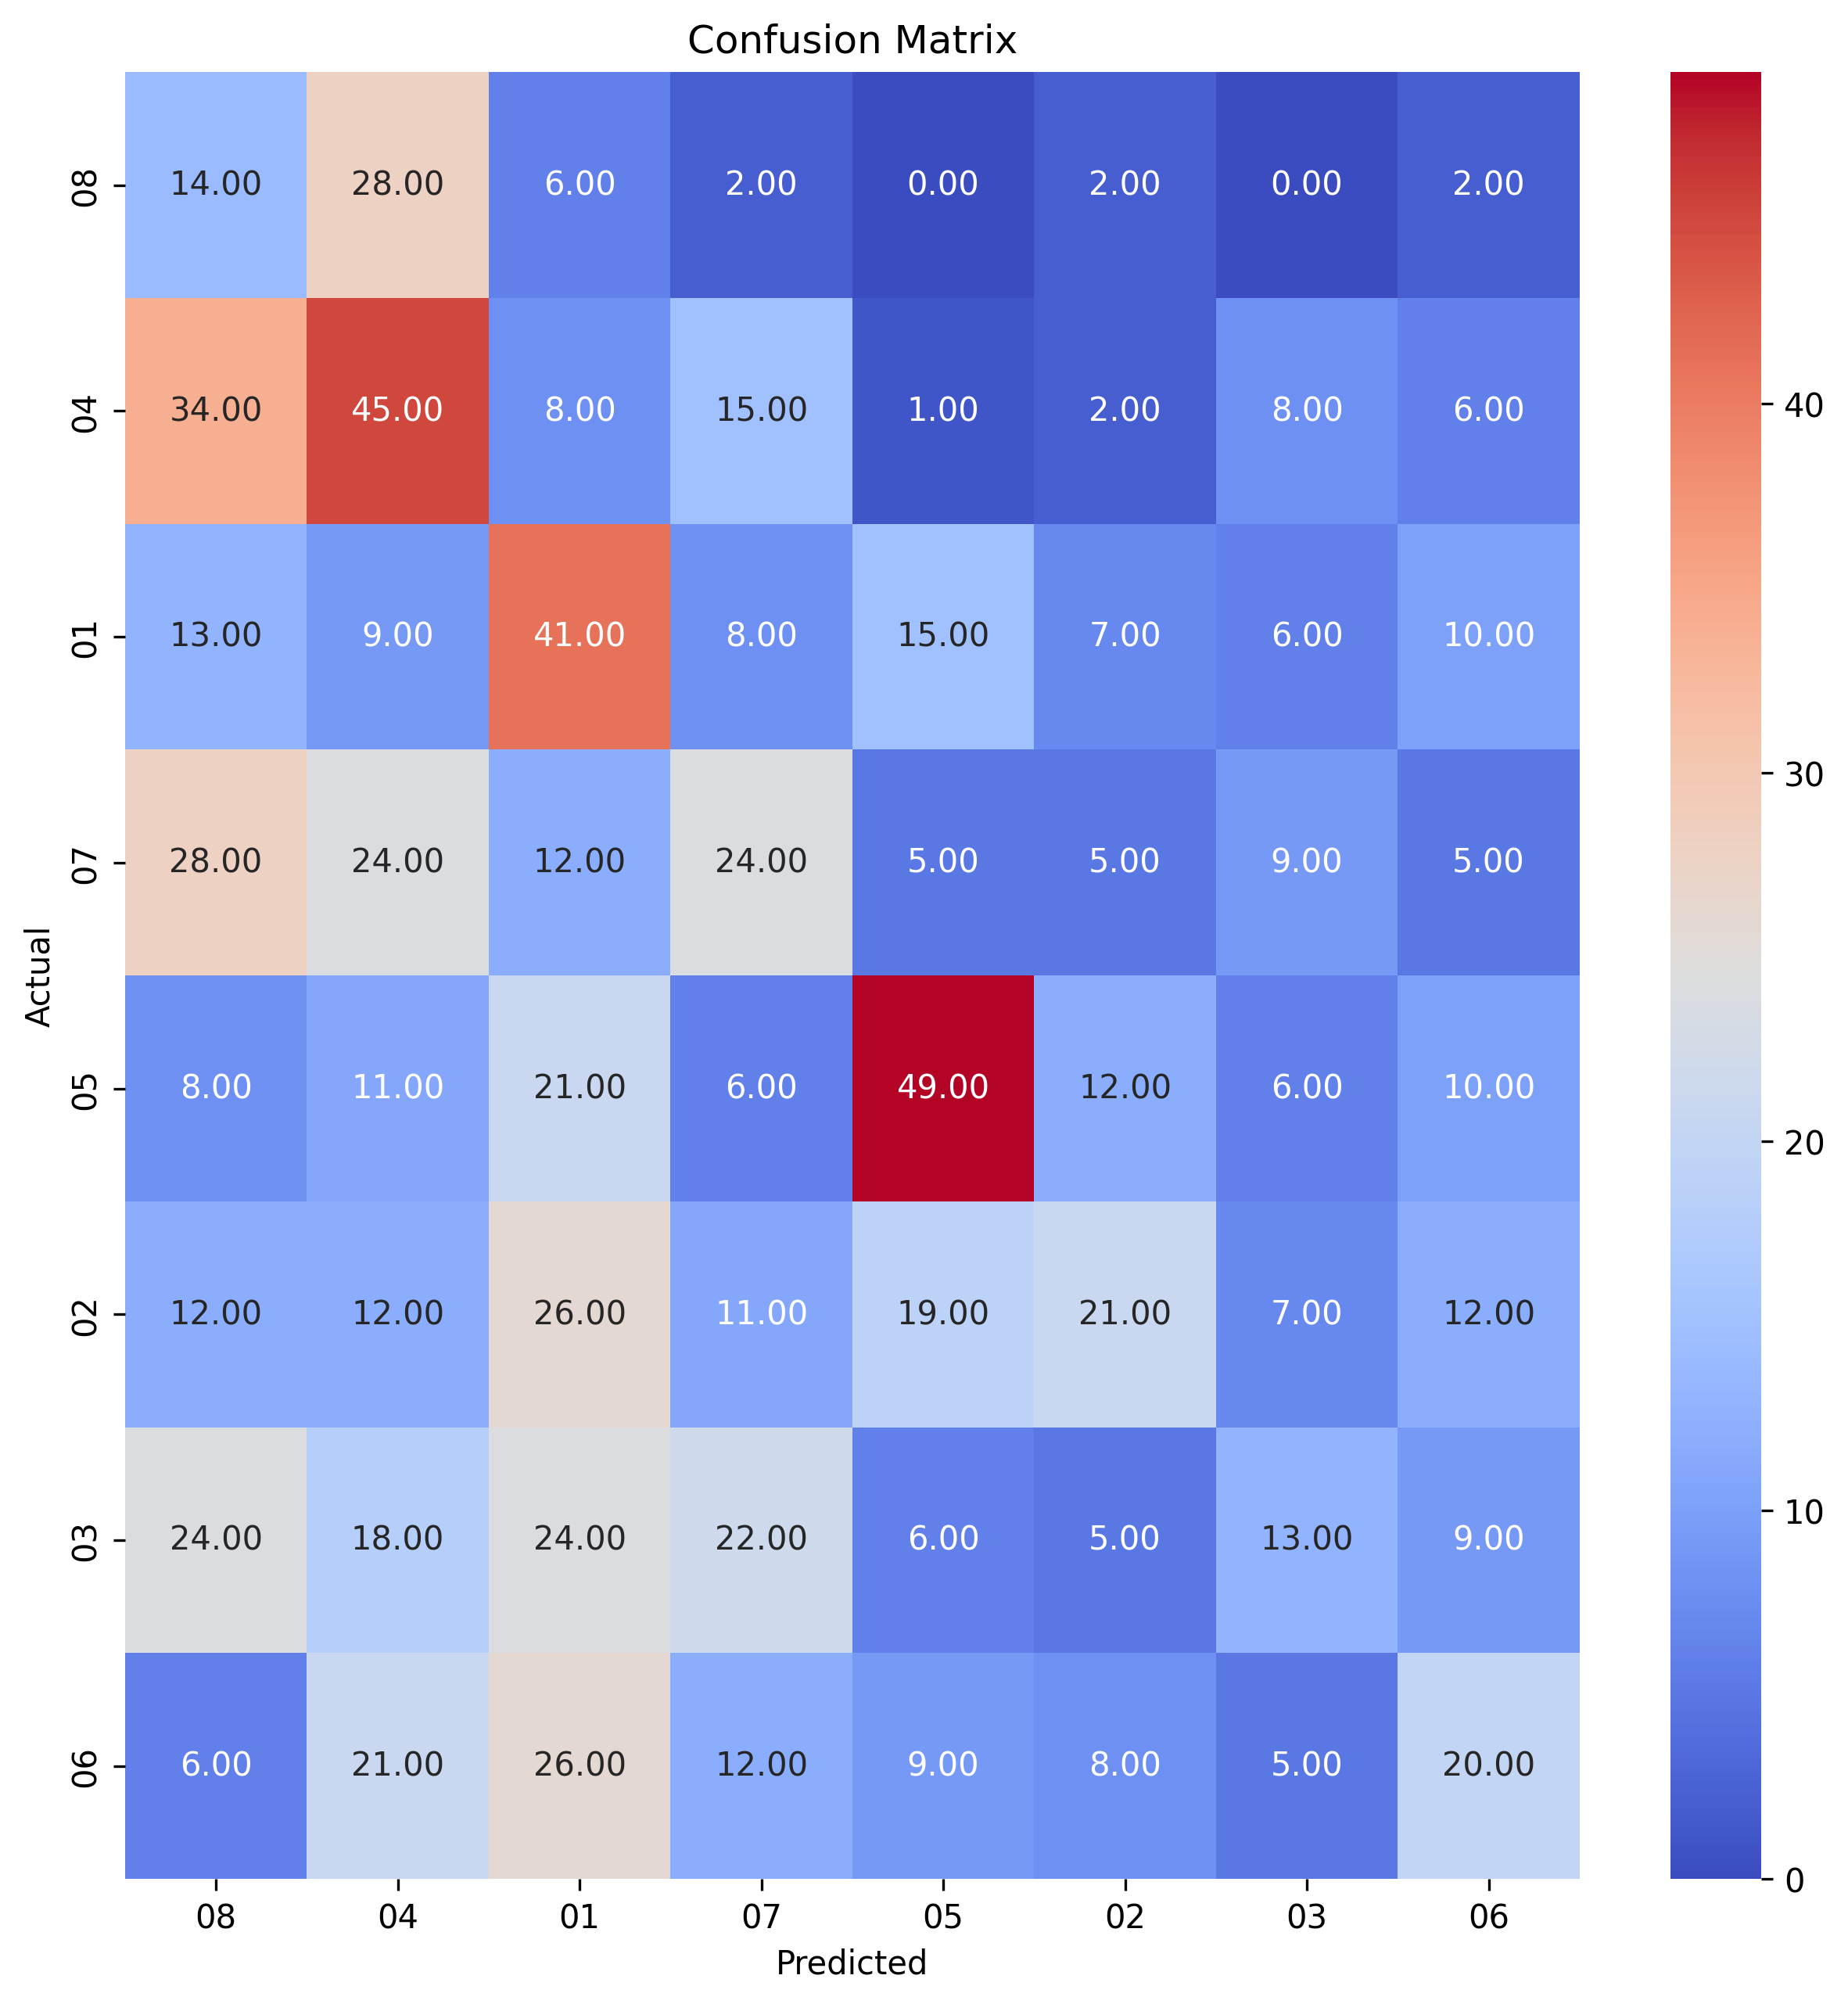 Confusion Matrix
08 14.00 28.00 6.00 2.00 0.00 2.00 0.00 2.00
04 34.00 45.00 8.00 15.00 1.00 2.00 8.00 6.00 40
01 13.00 9.00 41.00 8.00 15.00 7.00 6.00 10.00
30
07 28.00 24.00 12.00 24.00 5.00 5.00 9.00 5.00
Actual
05 8.00 11.00 21.00 6.00 49.00 12.00 6.00 10.00
20
02 12.00 12.00 26.00 11.00 19.00 21.00 7.00 12.00
10
03 24.00 18.00 24.00 22.00 6.00 5.00 13.00 9.00
06 6.00 21.00 26.00 12.00 9.00 8.00 5.00 20.00
0
08 04 01 07 05 02 03 06
Predicted